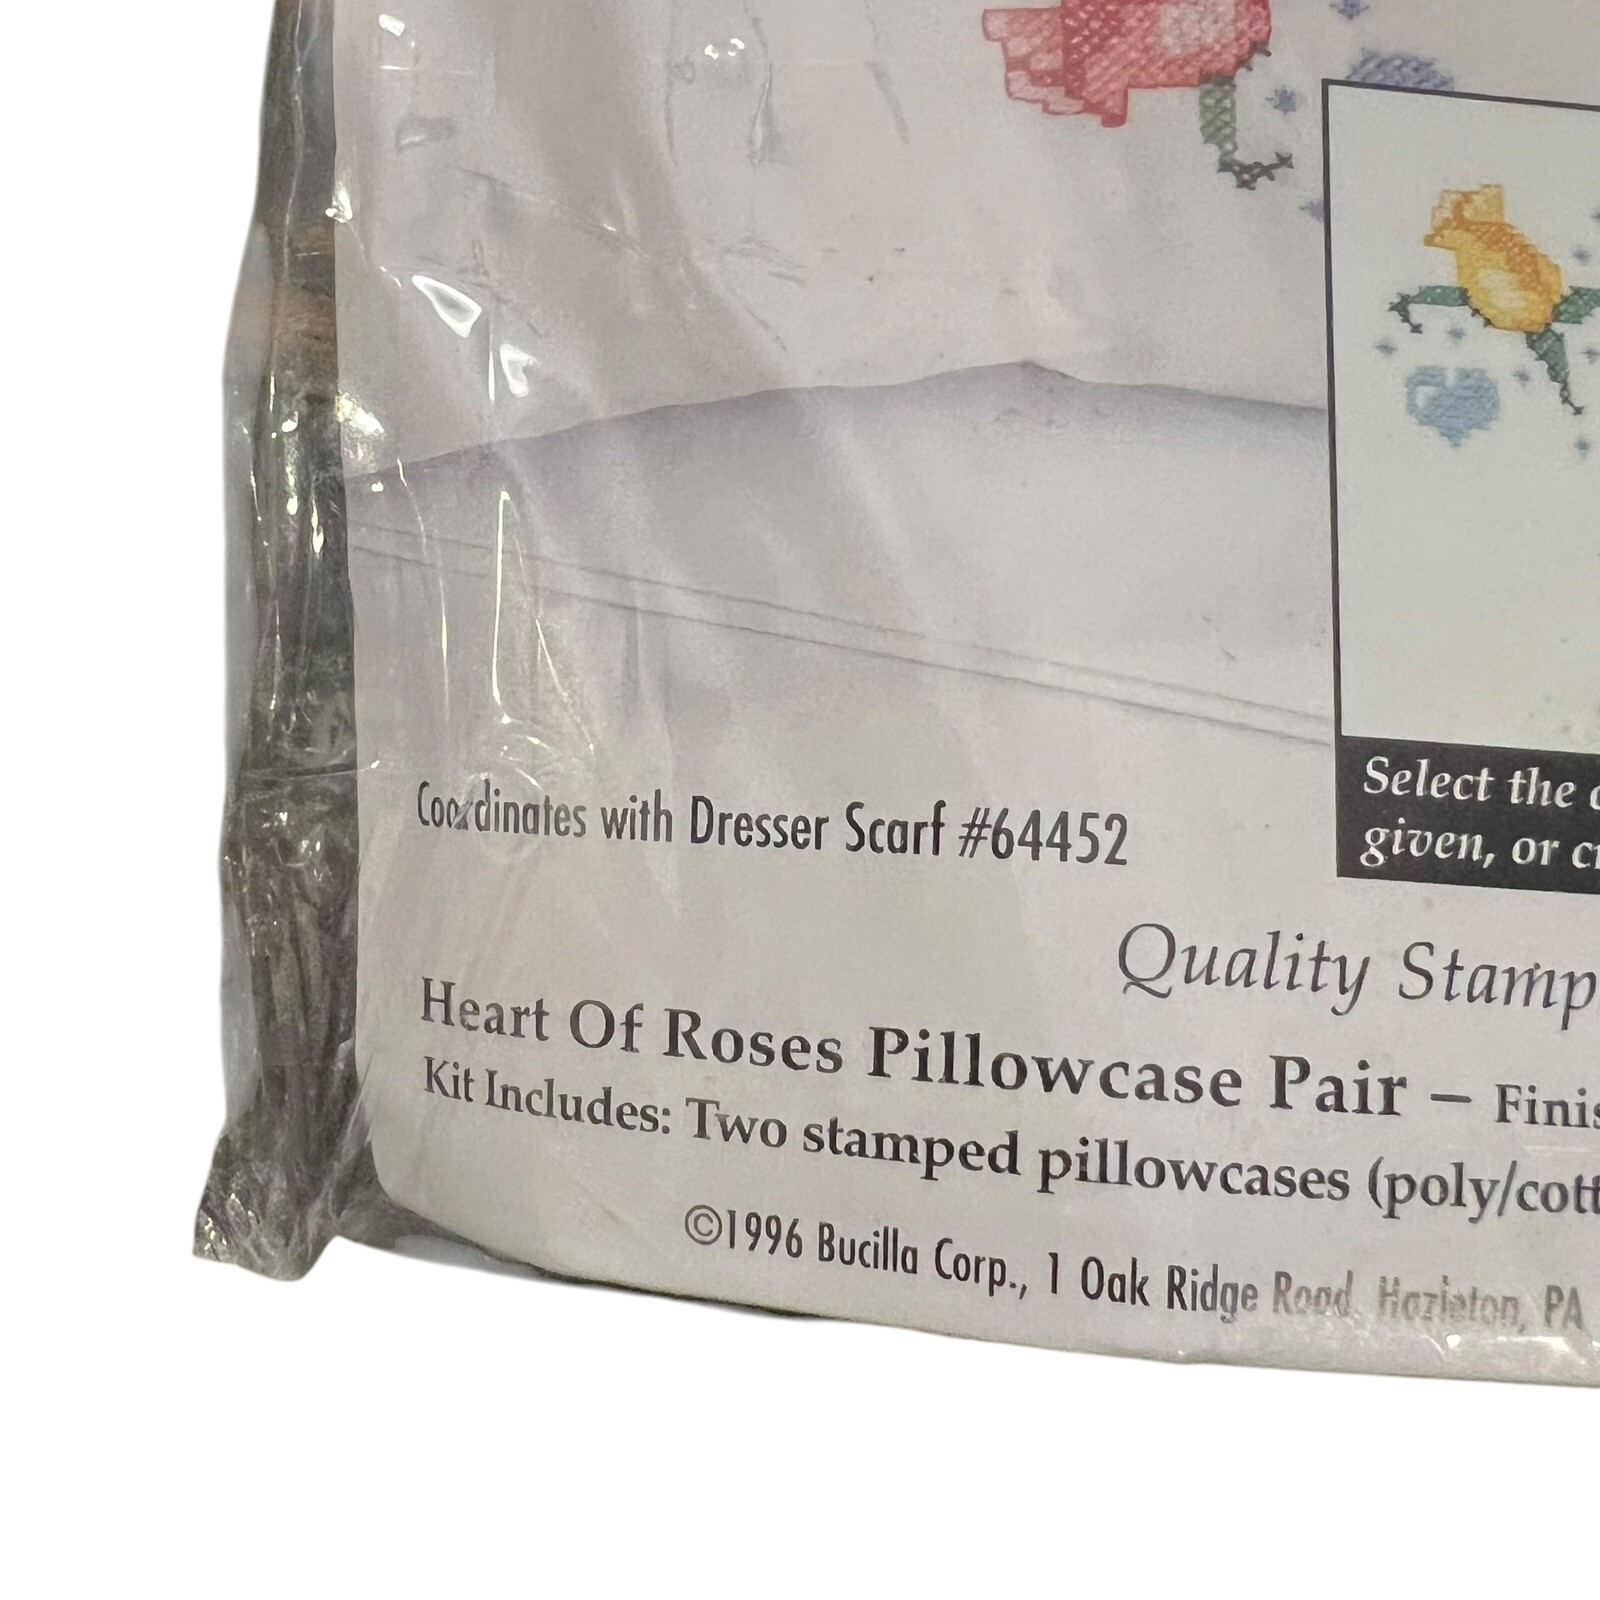 Select the
given, or
Coordinates with Dresser Scarf #64452
Quality Stamp
Heart Of Roses Pillowcase Pair – Finis
Kit Includes: Two stamped pillowcases (poly/cott
©1996 Bucilla Corp., 1 Oak Ridge Road, Hazleton, PA